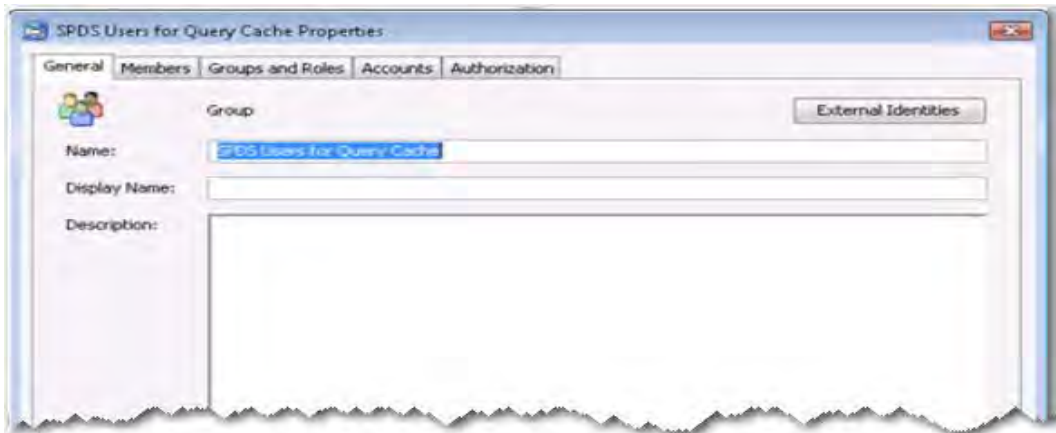 SPDS Users for Query Cache Properties
General Members Groups and Roles Accounts Authorization
Group External Identities
Name: SPDS Users for Query Cache
Display Name:
Description: